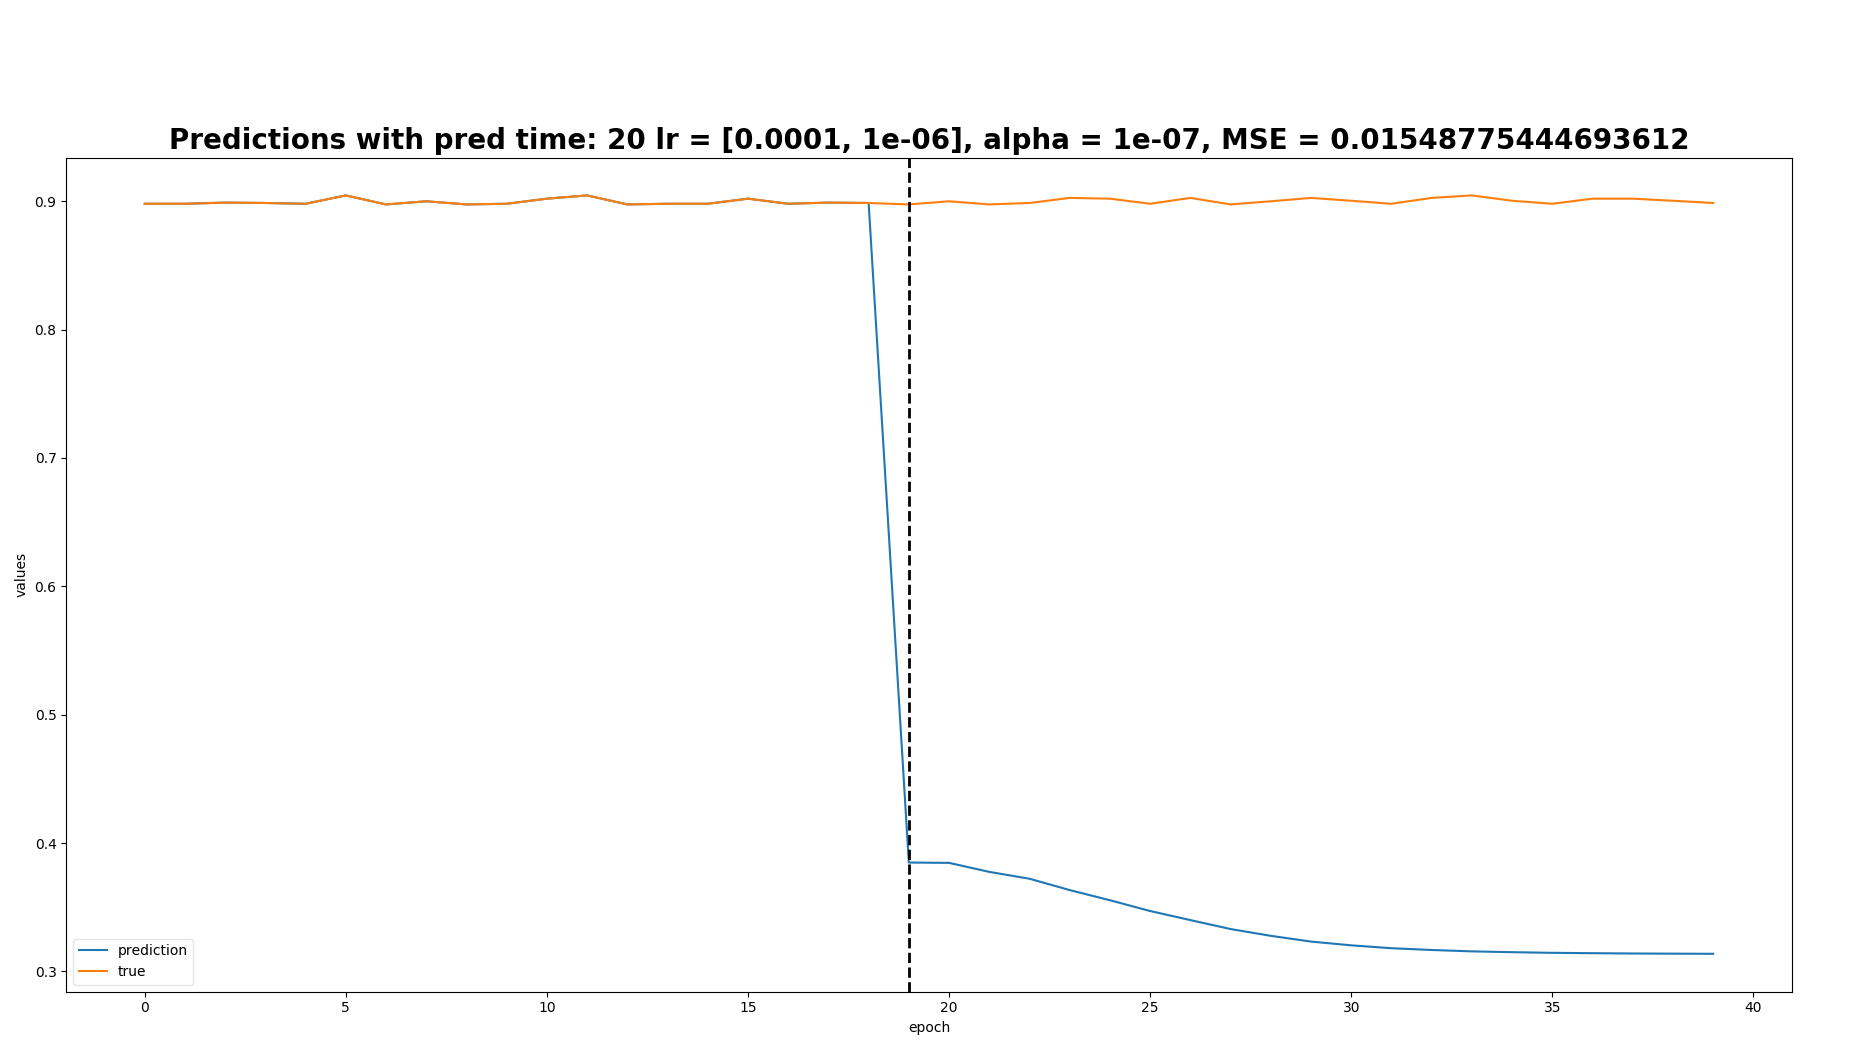 Predictions with pred time: 20 lr = [0.0001, 1e-06], alpha = 1e-07, MSE = 0.01548775444693612
0.9
0.8
0.7
0.6
0.5
0.4
0.3
values
prediction
true
0 5 10 15 20 25 30 35 40
epoch